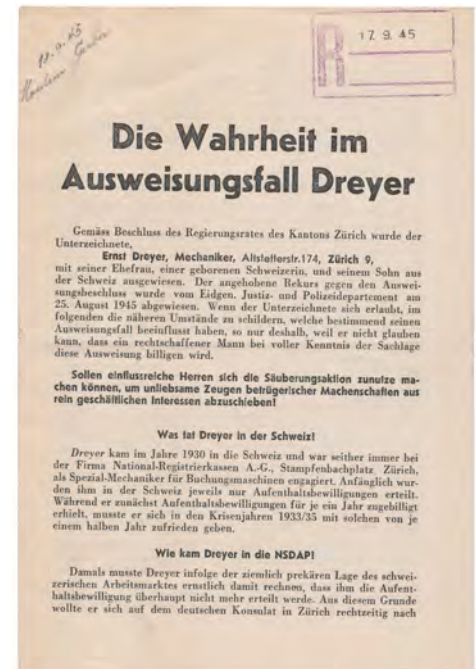 17. 9. 45
R
Die Wahrheit im
Ausweisungsfall Dreyer
Gemäss Beschluss des Regierungsrates des Kantons Zürich wurde der
Unterzeichnete,
Ernst Dreyer, Mechaniker, Altstetterstr.174, Zürich 9,
mit seiner Ehefrau, einer geborenen Schweizerin, und seinem Sohn aus
der Schweiz ausgewiesen. Der angehobene Rekurs gegen den Auswei-
sungsbeschluss wurde vom Eidgen. Justiz- und Polizeidepartement am
25. August 1945 abgewiesen. Wenn der Unterzeichnete sich erlaubt, im
folgenden die näheren Umstände zu schildern, welche bestimmend seinen
Ausweisungsfall beeinflusst haben, so nur deshalb, weil er nicht glauben
kann, dass ein rechtschaffener Mann bei voller Kenntnis der Sachlage
diese Ausweisung billigen wird.
Sollen einflussreiche Herren sich die Säuberungsaktion zunutze ma-
chen können, um unliebsame Zeugen betrügerischer Machenschaften aus
rein geschäftlichen Interessen abzuschieben!
Was tat Dreyer in der Schweiz!
Dreyer kam im Jahre 1930 in die Schweiz und war seither immer bei
der Firma National-Registrierkassen A.-G., Stampfenbachplatz, Zürich,
als Spezial-Mechaniker für Buchungsmaschinen engagiert. Anfänglich wur-
den ihm in der Schweiz jeweils nur Aufenthaltsbewilligungen erteilt.
Während er zunächst Aufenthaltsbewilligungen für je ein Jahr zugebilligt
erhielt, musste er sich in den Krisenjahren 1933/35 mit solchen von je
einem halben Jahr zufrieden geben.
Wie kam Dreyer in die NSDAP!
Damals musste Dreyer infolge der ziemlich prekären Lage des schwei-
zerischen Arbeitsmarktes ernstlich damit rechnen, dass ihm die Aufent-
haltsbewilligung überhaupt nicht mehr erteilt werde. Aus diesem Grunde
wollte er sich auf dem deutschen Konsulat in Zürich rechtzeitig nach